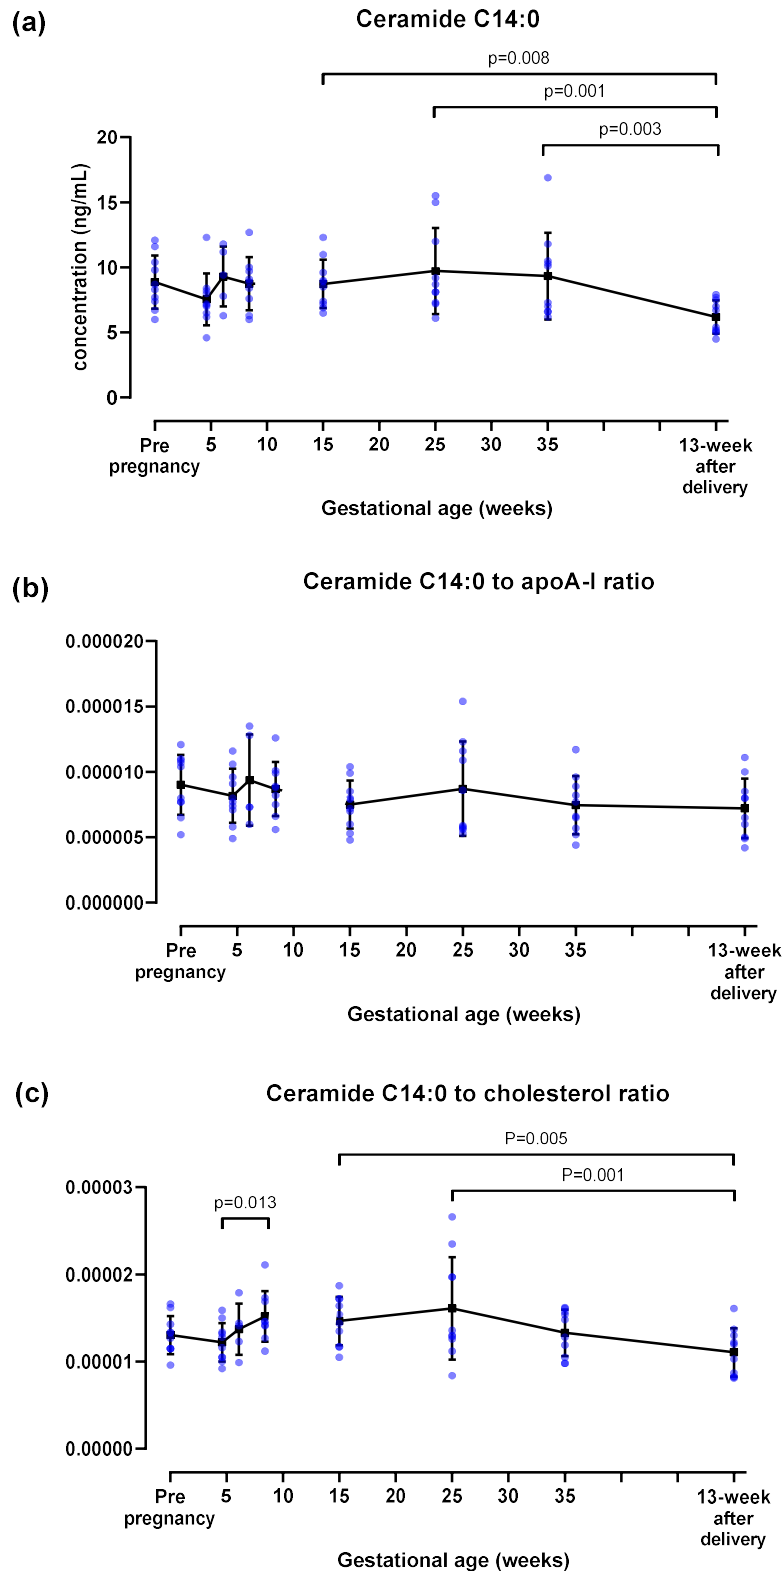 (a)
Ceramide C14:0
p=0.008
p=0.001
p=0.003
concentration (ng/mL)
20
15
10
5
0
Pre pregnancy 5 10 15 20 25 30 35 13-week after delivery
Gestational age (weeks)
(b)
Ceramide C14:0 to apoA-I ratio
0.000020
0.000015
0.000010
0.000005
0.000000
Pre pregnancy 5 10 15 20 25 30 35 13-week after delivery
Gestational age (weeks)
(c)
Ceramide C14:0 to cholesterol ratio
P=0.005
P=0.001
p=0.013
0.00003
0.00002
0.00001
0.00000
Pre pregnancy 5 10 15 20 25 30 35 13-week after delivery
Gestational age (weeks)